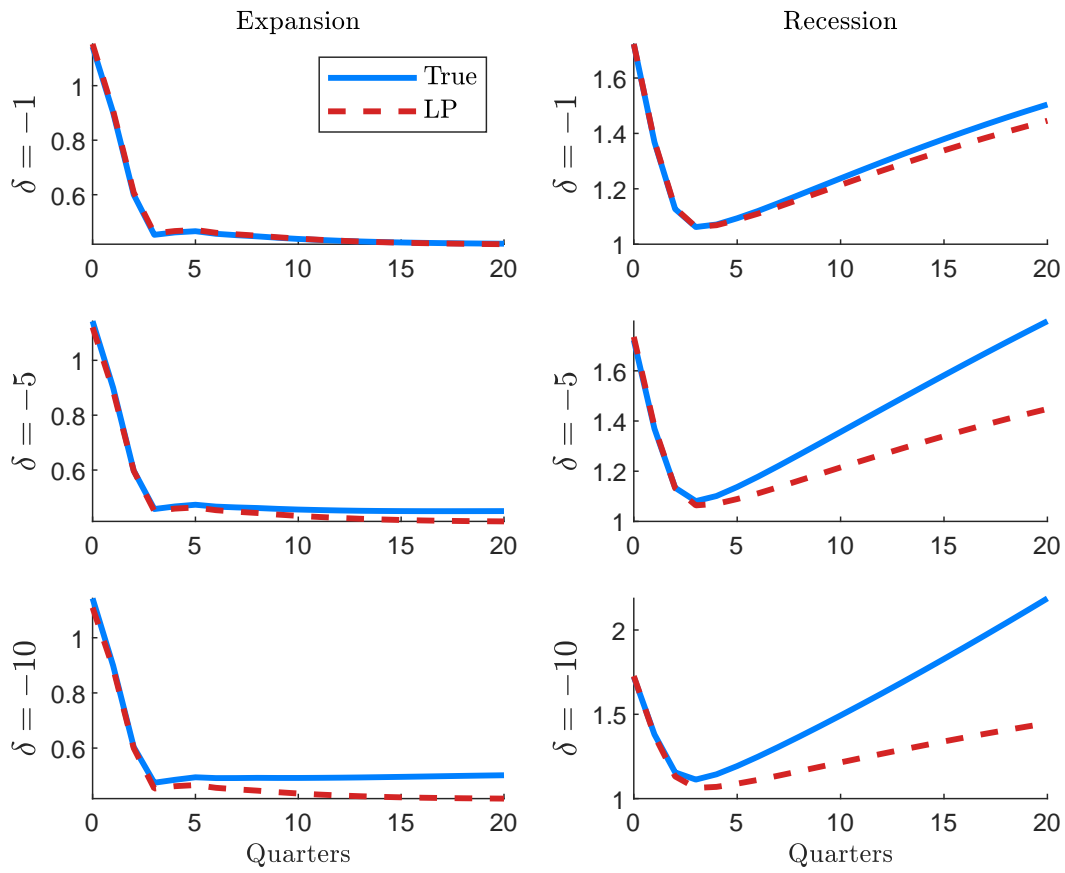 Expansion
Recession
δ = −1
1
0.8
0.6
0 5 10 15 20
True
LP
δ = −1
1.6
1.4
1.2
1
0 5 10 15 20
δ = −5
1
0.8
0.6
0 5 10 15 20
δ = −5
1.6
1.4
1.2
1
0 5 10 15 20
δ = −10
1
0.8
0.6
0 5 10 15 20
Quarters
δ = −10
2
1.5
1
0 5 10 15 20
Quarters